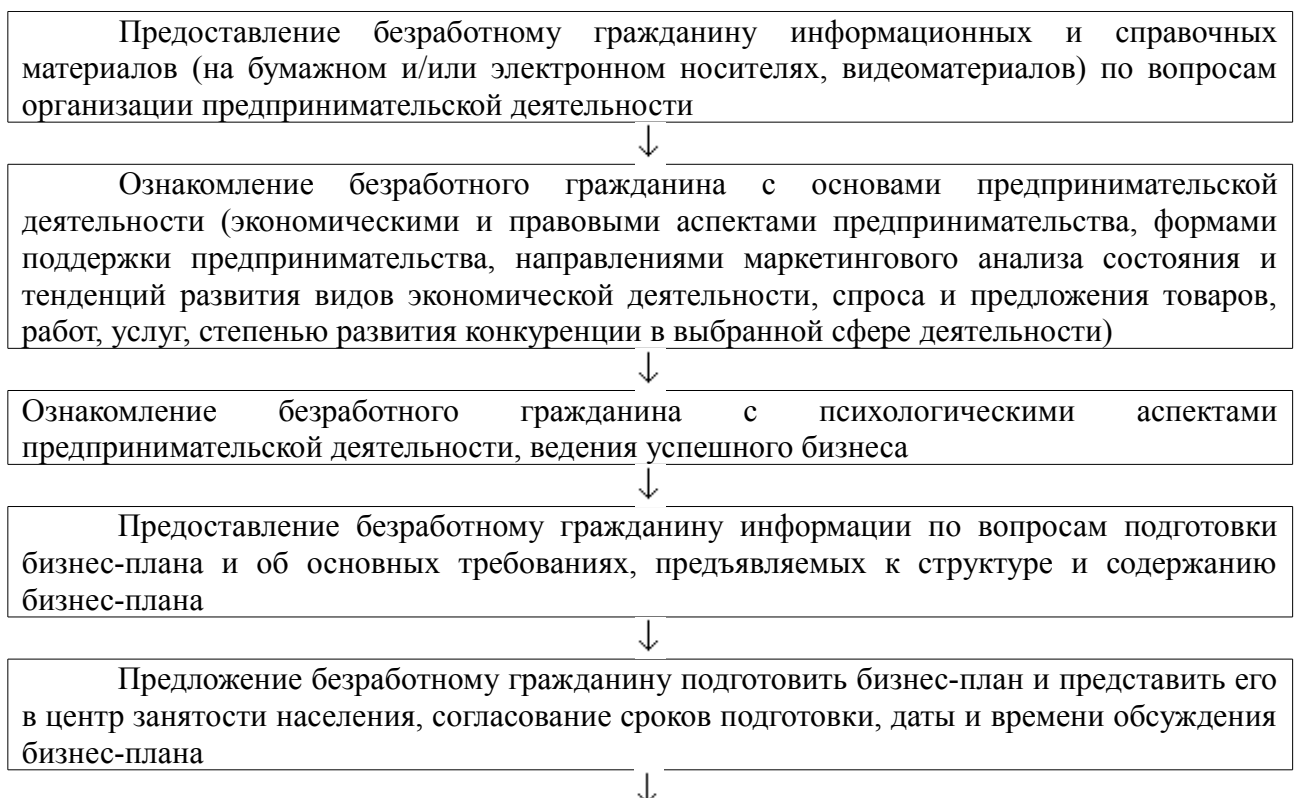 Предоставление безработному гражданину информационных и справочных
материалов (на бумажном и/или электронном носителях, видеоматериалов) по вопросам
организации предпринимательской деятельности
↓
Ознакомление безработного гражданина с основами предпринимательской
деятельности (экономическими и правовыми аспектами предпринимательства, формами
поддержки предпринимательства, направлениями маркетингового анализа состояния и
тенденций развития видов экономической деятельности, спроса и предложения товаров,
работ, услуг, степенью развития конкуренции в выбранной сфере деятельности)
↓
Ознакомление безработного гражданина с психологическими аспектами
предпринимательской деятельности, ведения успешного бизнеса
↓
Предоставление безработному гражданину информации по вопросам подготовки
бизнес-плана и об основных требованиях, предъявляемых к структуре и содержанию
бизнес-плана
↓
Предложение безработному гражданину подготовить бизнес-план и представить его
в центр занятости населения, согласование сроков подготовки, даты и времени обсуждения
бизнес-плана
↓